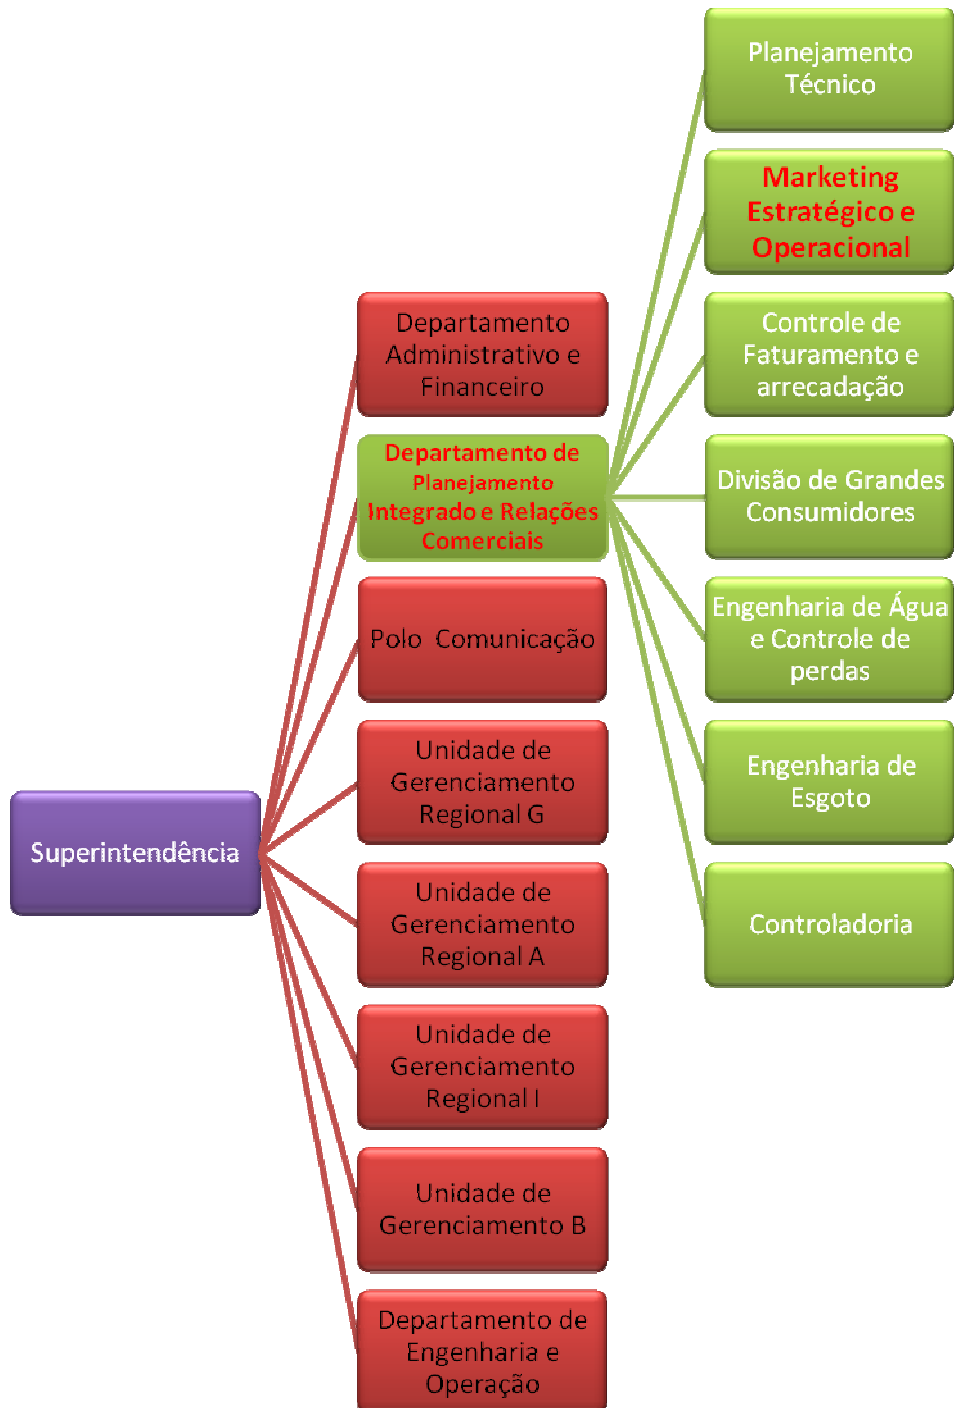 Superintendência
Departamento
Administrativo e
Financeiro
Departamento de
Planejamento
Integrado e Relações
Comerciais
Polo  Comunicação
Unidade de
Gerenciamento
Regional G
Unidade de
Gerenciamento
Regional A
Unidade de
Gerenciamento
Regional I
Unidade de
Gerenciamento B
Departamento de
Engenharia e
Operação
Planejamento
Técnico
Marketing
Estratégico e
Operacional
Controle de
Faturamento e
arrecadação
Divisão de Grandes
Consumidores
Engenharia de Água
e Controle de
perdas
Engenharia de
Esgoto
Controladoria